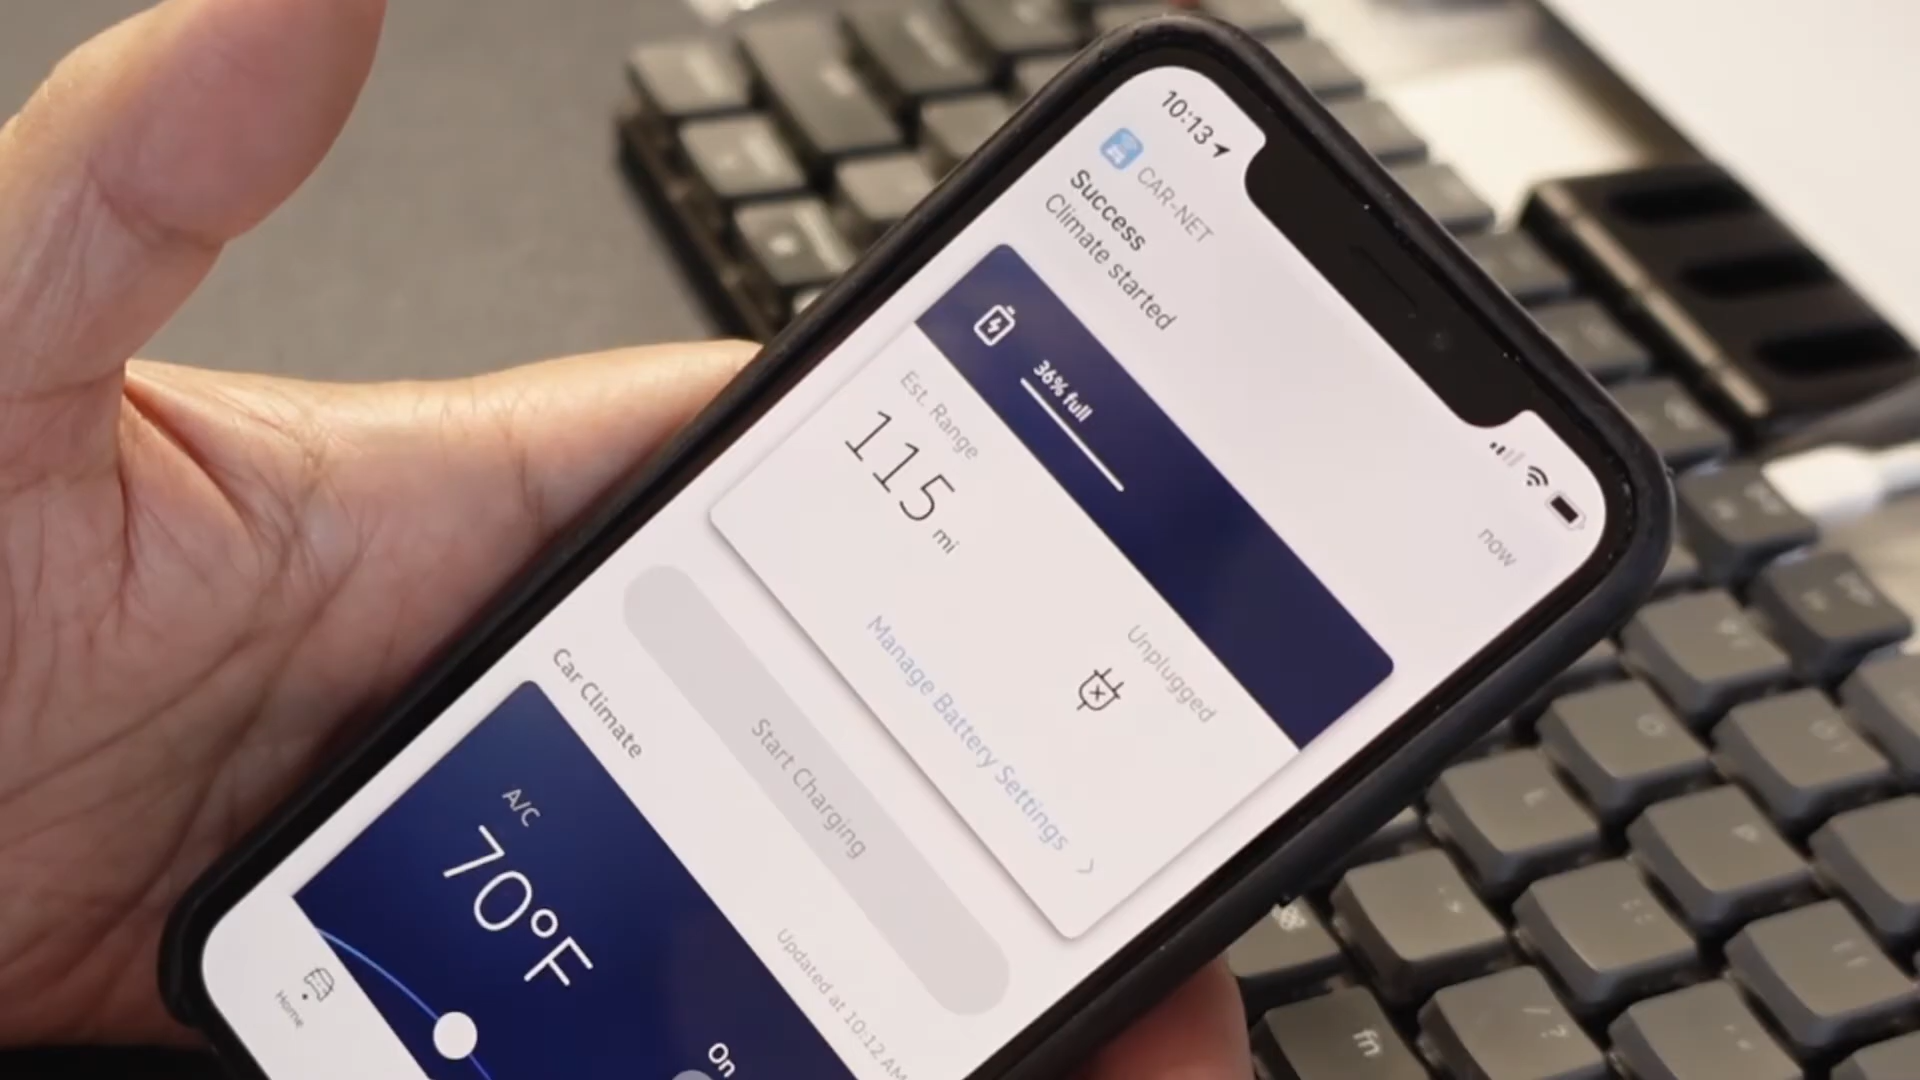 10:13
CAR-NET
now
Success
Climate started
36% full
Est. Range
115 mi
Unplugged
Manage Battery Settings
Start Charging
Updated at 10:12 AM
Car Climate
A/C
70°F
On
Home
fn